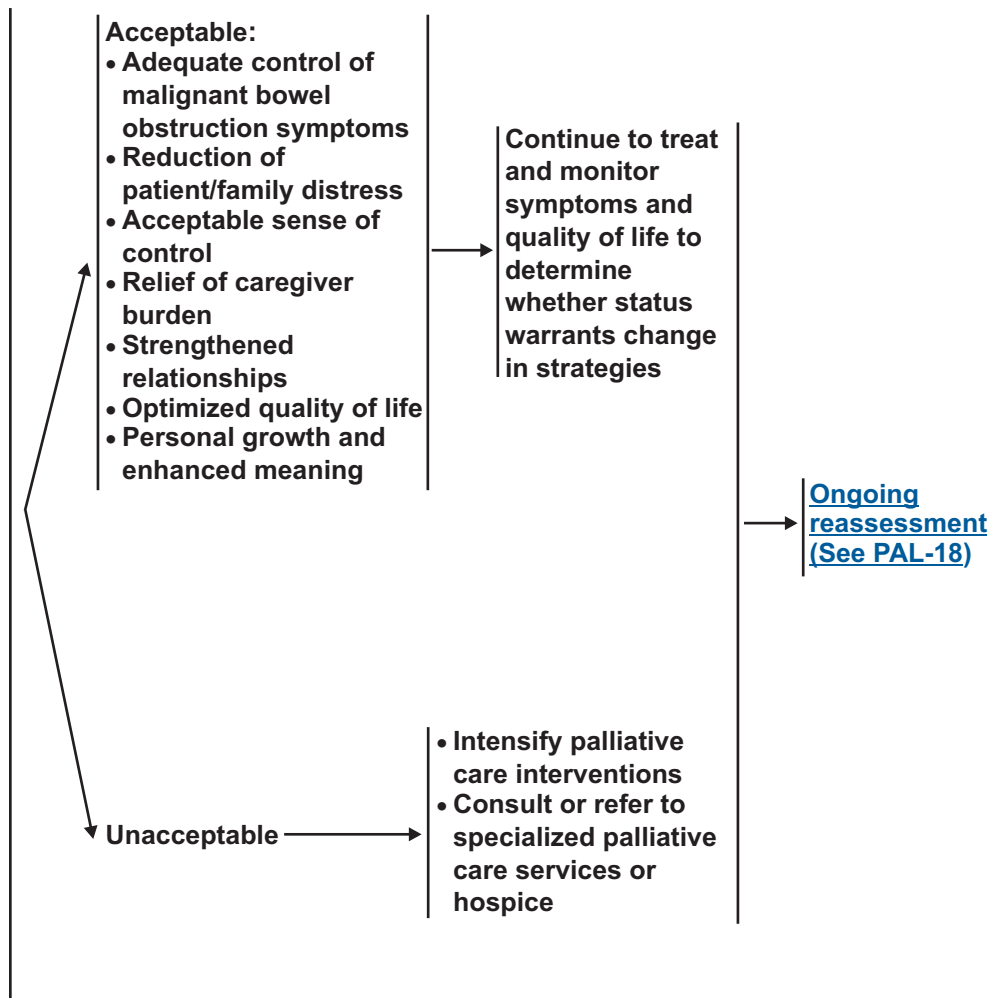 Acceptable:
• Adequate control of
malignant bowel
obstruction symptoms
• Reduction of
patient/family distress
• Acceptable sense of
control
• Relief of caregiver
burden
• Strengthened
relationships
• Optimized quality of life
• Personal growth and
enhanced meaning
Continue to treat
and monitor
symptoms and
quality of life to
determine
whether status
warrants change
in strategies
Unacceptable
• Intensify palliative
care interventions
• Consult or refer to
specialized palliative
care services or
hospice
Ongoing
reassessment
(See PAL-18)